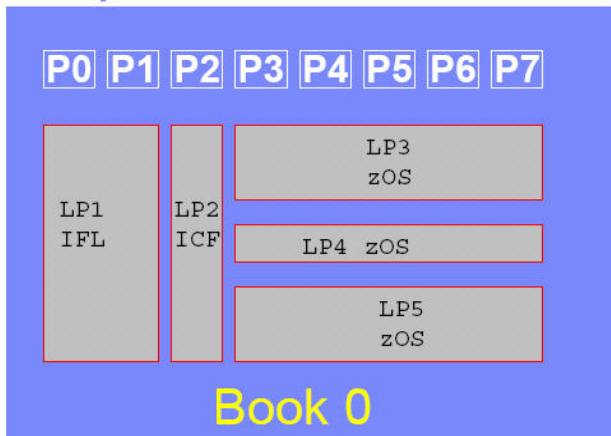 P0 P1 P2 P3 P4 P5 P6 P7
LP1
IFL
LP2
ICF
LP3
zOS
LP4 zOS
LP5
zOS
Book 0